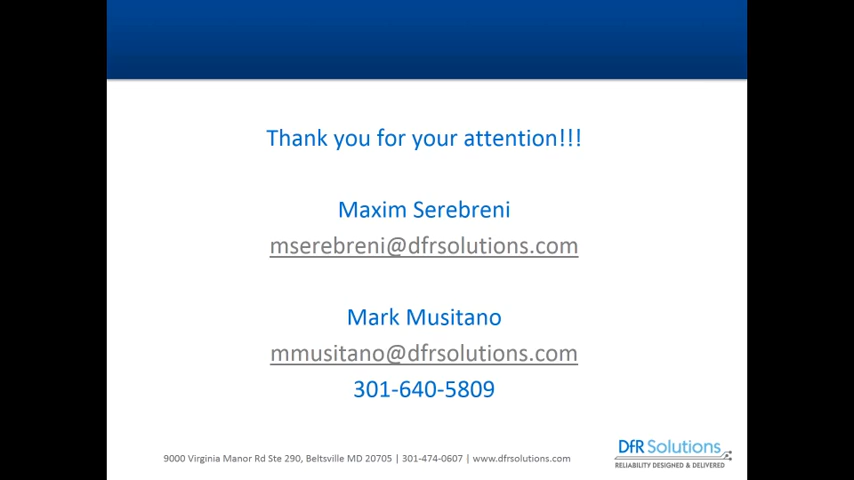 Thank you for your attention!!!
Maxim Serebreni
mserebreni@dfrsolutions.com
Mark Musitano
mmusitano@dfrsolutions.com
301-640-5809
9000 Virginia Manor Rd Ste 290, Beltsville MD 20705 | 301-474-0607 | www.dfrsolutions.com
DfR Solutions
RELIABILITY DESIGNED & DELIVERED